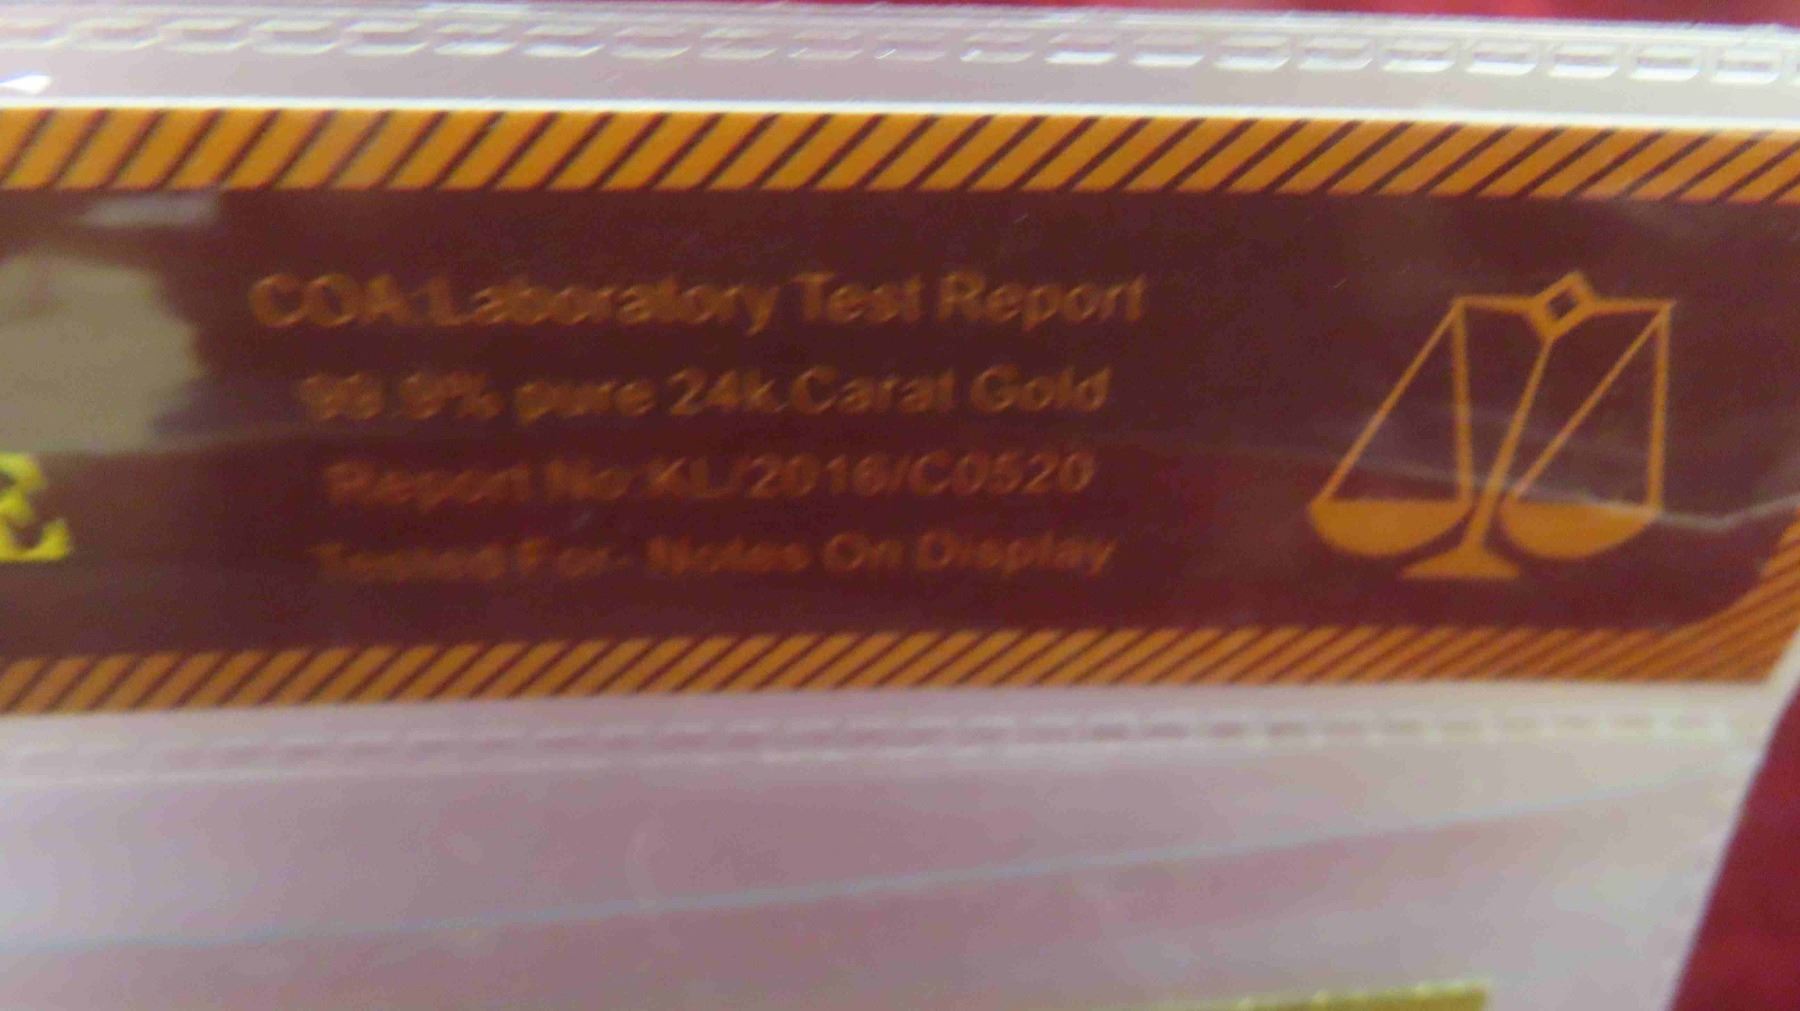 COA:Laboratory Test Report
99.9% pure 24k.Carat Gold
Report No:KL/2016/C0520
Tested For- Notes On Display